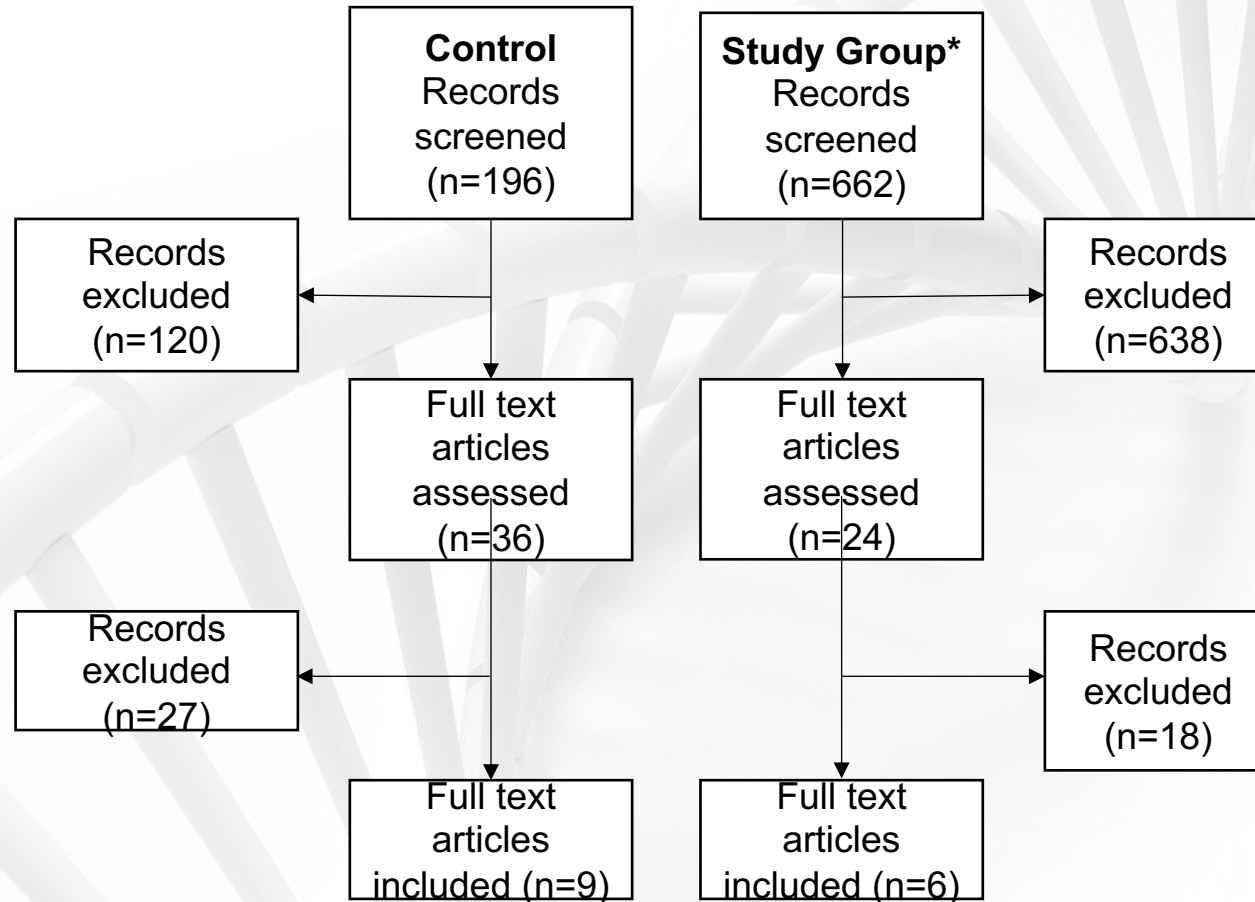 Control
Records
screened
(n=196)
Study Group*
Records
screened
(n=662)
Records
excluded
(n=120)
Records
excluded
(n=638)
Full text
articles
assessed
(n=36)
Full text
articles
assessed
(n=24)
Records
excluded
(n=27)
Records
excluded
(n=18)
Full text
articles
included (n=9)
Full text
articles
included (n=6)